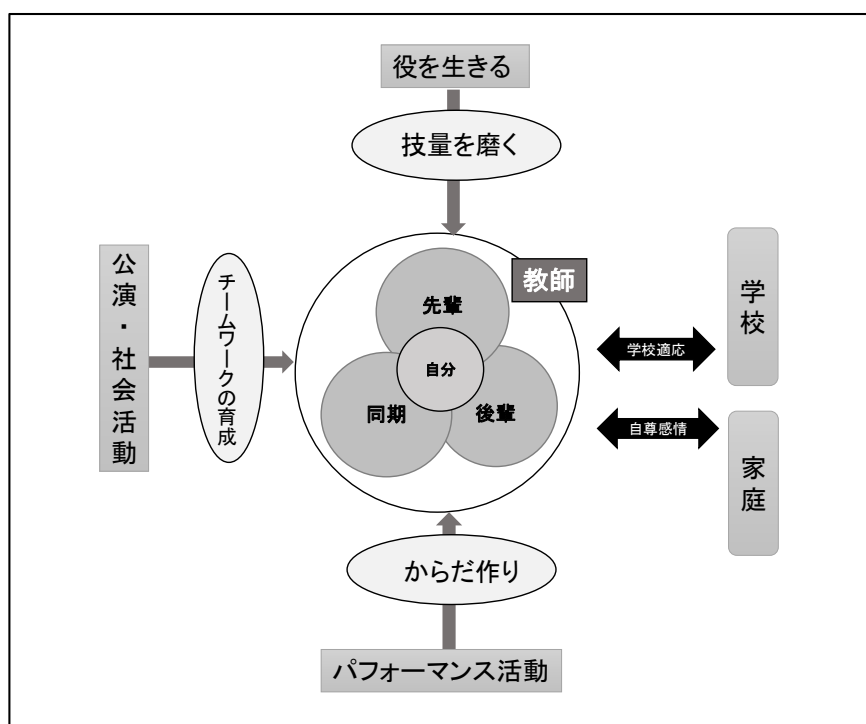 役を生きる
技量を磨く
教師
先輩
自分
同期
後輩
公演・社会活動
チームワークの育成
学校適応
学校
自尊感情
家庭
からだ作り
パフォーマンス活動